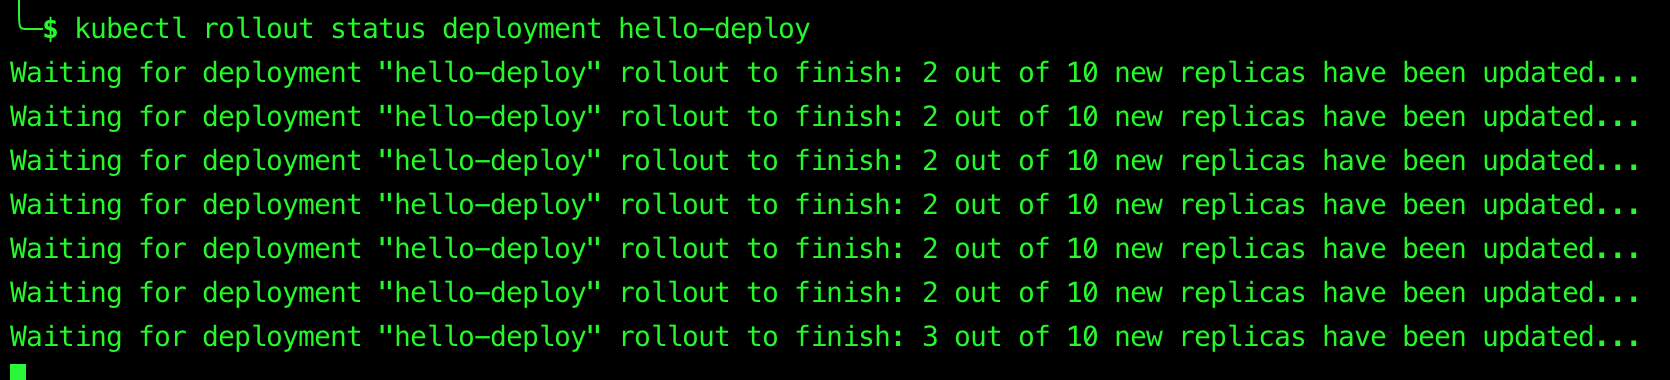 $ kubectl rollout status deployment hello-deploy
Waiting for deployment "hello-deploy" rollout to finish: 2 out of 10 new replicas have been updated...
Waiting for deployment "hello-deploy" rollout to finish: 2 out of 10 new replicas have been updated...
Waiting for deployment "hello-deploy" rollout to finish: 2 out of 10 new replicas have been updated...
Waiting for deployment "hello-deploy" rollout to finish: 2 out of 10 new replicas have been updated...
Waiting for deployment "hello-deploy" rollout to finish: 2 out of 10 new replicas have been updated...
Waiting for deployment "hello-deploy" rollout to finish: 2 out of 10 new replicas have been updated...
Waiting for deployment "hello-deploy" rollout to finish: 3 out of 10 new replicas have been updated...